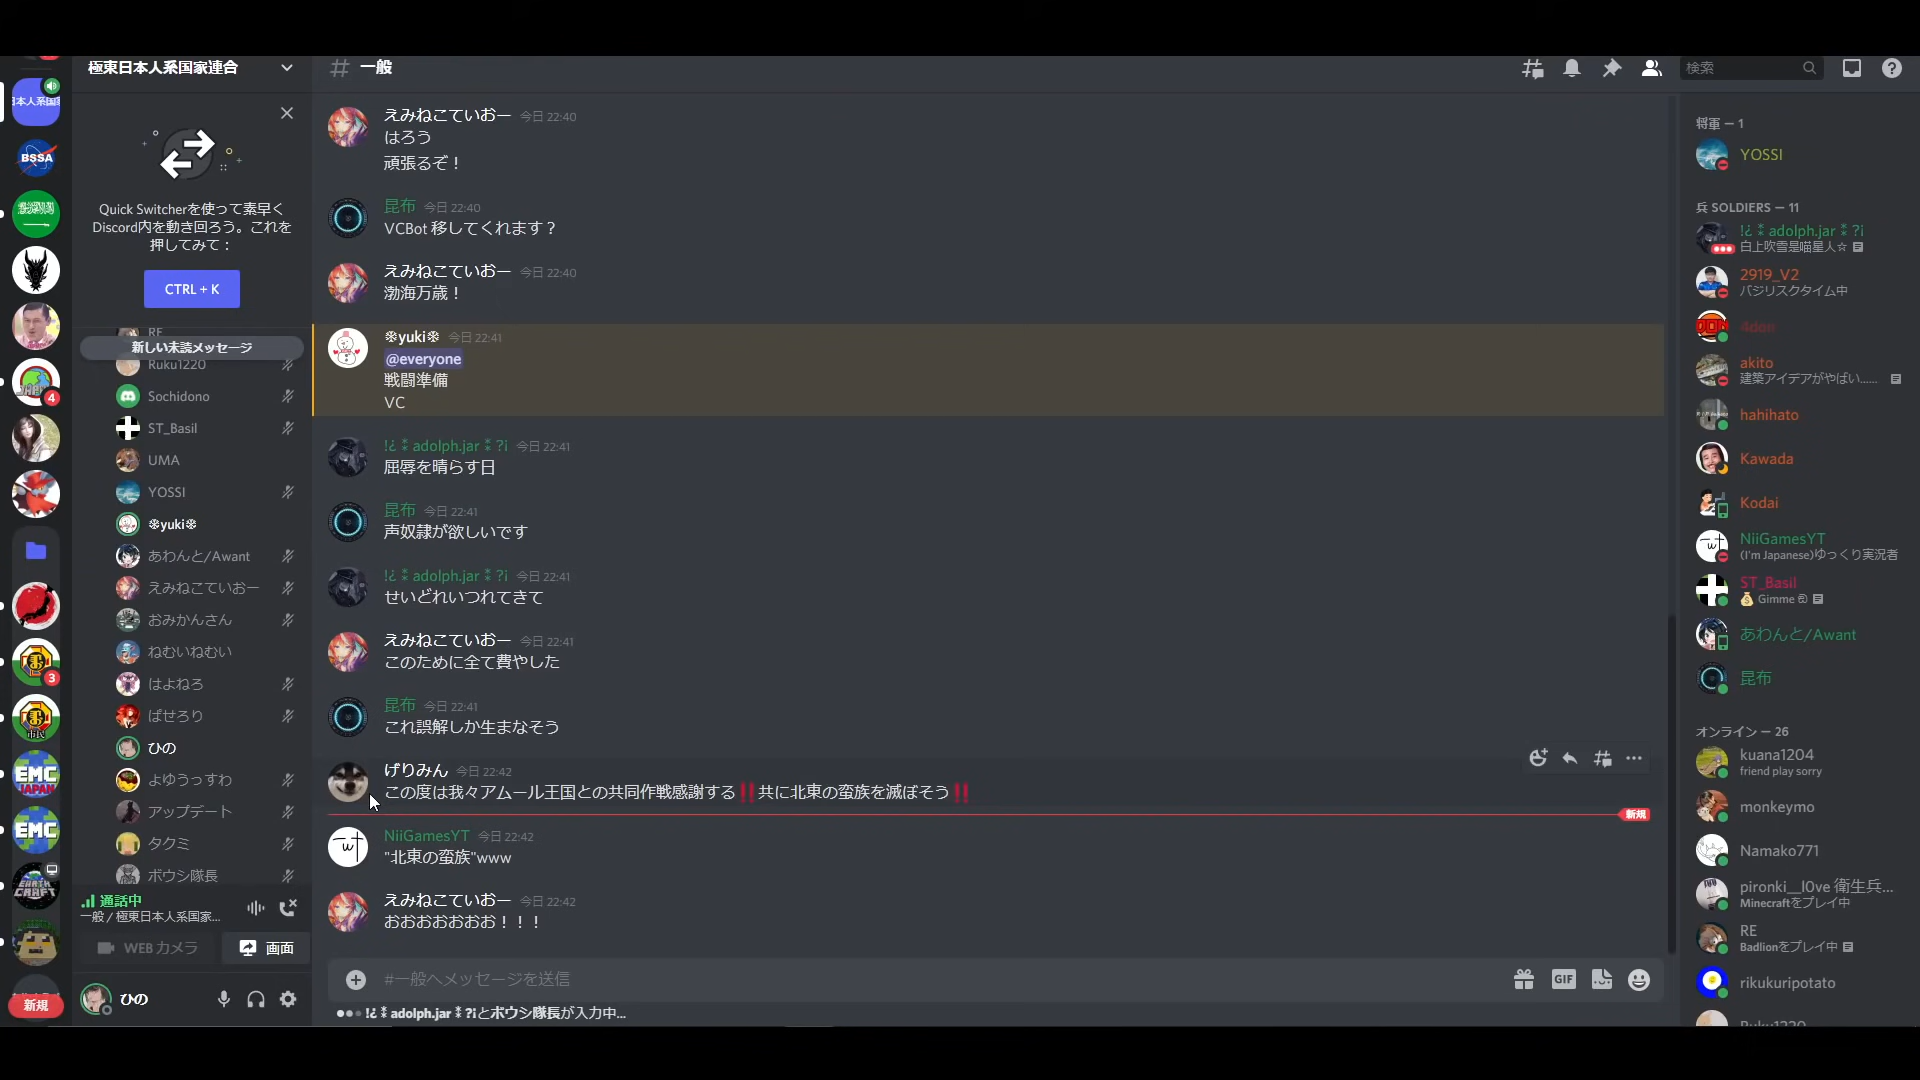 極東日本人系国家連合
Quick Switcherを使って素早く
Discord内を動き回ろう。これを
押してみて：
CTRL + K
RE
新しい未読メッセージ
Ruku1220
Sochidono
ST_Basil
UMA
YOSSI
❄yuki❄
あわんと/Awant
えみねこていおー
おみかんさん
ねむいねむい
はよねろ
ぱせろり
ひの
よゆうっすわ
アップデート
タクミ
ボウシ隊長
通話中
一般 / 極東日本人系国家...
WEB カメラ
画面
ひの
BSSA
4
3
EMC
JAPAN
EMC
EARTH
CRAFT
新規
# 一般
検索
えみねこていおー 今日 22:40
はろう
頑張るぞ！
昆布 今日 22:40
VCBot 移してくれます？
えみねこていおー 今日 22:40
渤海万歳！
❄yuki❄ 今日 22:41
@everyone
戦闘準備
VC
!¿⁑adolph.jar⁑?¡ 今日 22:41
屈辱を晴らす日
昆布 今日 22:41
声奴隷が欲しいです
!¿⁑adolph.jar⁑?¡ 今日 22:41
せいどれいつれてきて
えみねこていおー 今日 22:41
このために全て費やした
昆布 今日 22:41
これ誤解しか生まなそう
げりみん 今日 22:42
この度は我々アムール王国との共同作戦感謝する‼共に北東の蛮族を滅ぼそう‼
新規
NiiGamesYT 今日 22:42
"北東の蛮族"www
えみねこていおー 今日 22:42
おおおおおおお！！！
#一般へメッセージを送信
GIF
!¿⁑adolph.jar⁑?¡とボウシ隊長が入力中...
将軍 — 1
YOSSI
兵 SOLDIERS — 11
!¿⁑adolph.jar⁑?¡
白上吹雪是喵星人☆
2919_V2
バジリスクタイム中
4don
akito
建築アイデアがやばい......
hahihato
Kawada
Kodai
NiiGamesYT
(I'm Japanese)ゆっくり実況者
ST_Basil
Gimme
あわんと/Awant
昆布
オンライン — 26
kuana1204
friend play sorry
monkeymo
Namako771
pironki__l0ve 衛生兵...
Minecraftをプレイ中
RE
Badlionをプレイ中
rikukuripotato
Ruku1220